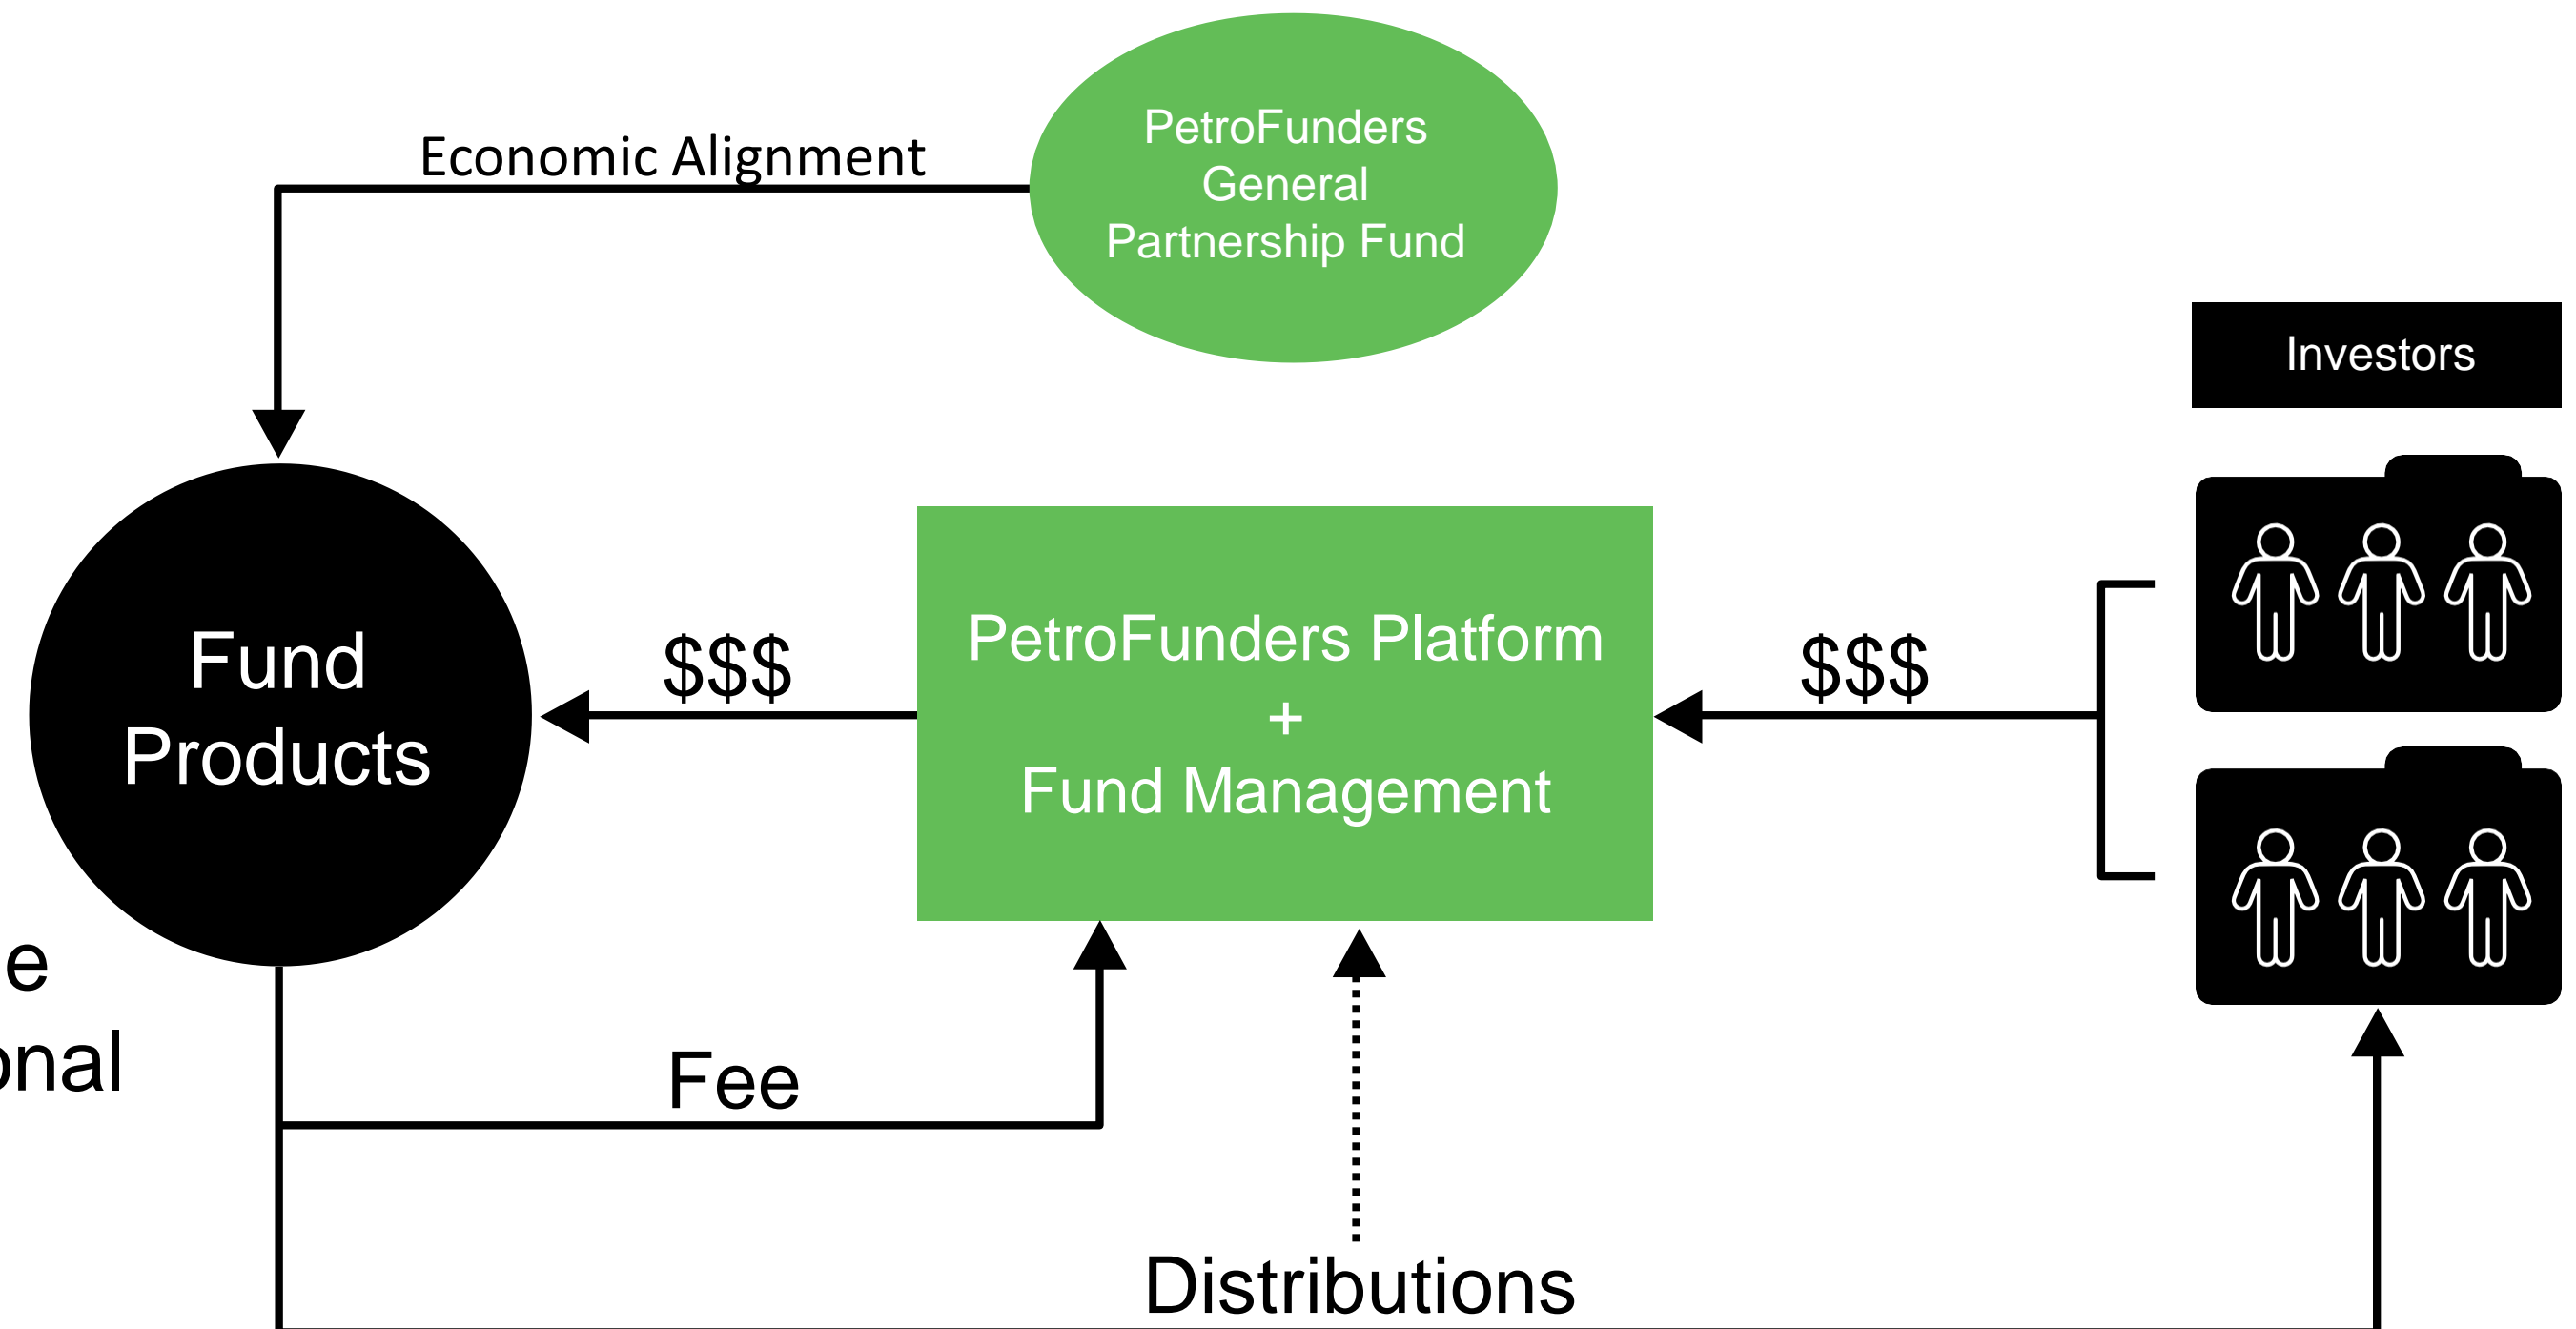 Economic Alignment
PetroFunders
General
Partnership Fund
Investors
Fund
Products
$$$
PetroFunders Platform
+
Fund Management
$$$
Fee
Distributions